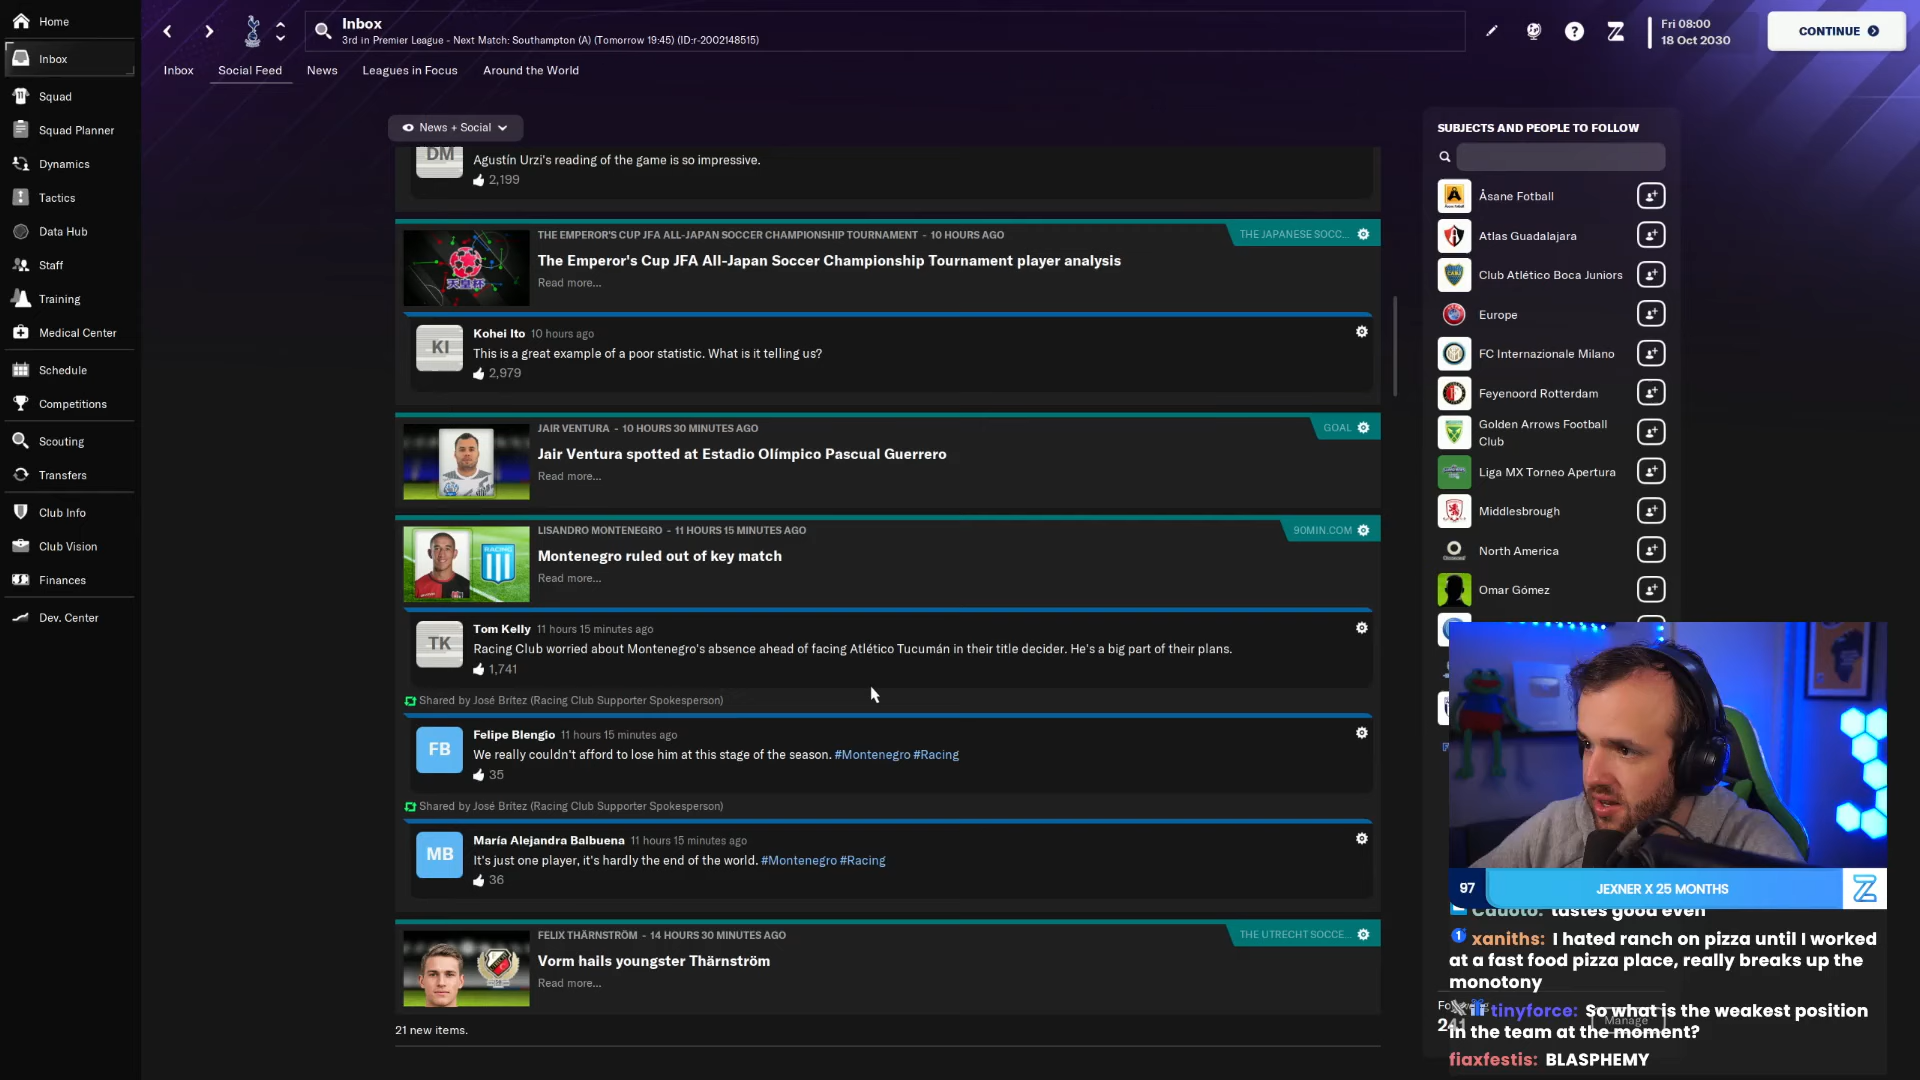 Home
Inbox
Squad
Squad Planner
Dynamics
Tactics
Data Hub
Staff
Training
Medical Center
Schedule
Competitions
Scouting
Transfers
Club Info
Club Vision
Finances
Dev. Center
Inbox
3rd in Premier League - Next Match: Southampton (A) (Tomorrow 19:45) (ID:r-2002148515)
Fri 08:00
18 Oct 2030
CONTINUE
Inbox
Social Feed
News
Leagues in Focus
Around the World
News + Social
DM
Agustín Urzi's reading of the game is so impressive.
2,199
THE EMPEROR'S CUP JFA ALL-JAPAN SOCCER CHAMPIONSHIP TOURNAMENT - 10 HOURS AGO
THE JAPANESE SOCC...
天皇杯
The Emperor's Cup JFA All-Japan Soccer Championship Tournament player analysis
Read more...
KI
Kohei Ito 10 hours ago
This is a great example of a poor statistic. What is it telling us?
2,979
JAIR VENTURA - 10 HOURS 30 MINUTES AGO
GOAL
Jair Ventura spotted at Estadio Olímpico Pascual Guerrero
Read more...
LISANDRO MONTENEGRO - 11 HOURS 15 MINUTES AGO
90MIN.COM
RACING
Montenegro ruled out of key match
Read more...
TK
Tom Kelly 11 hours 15 minutes ago
Racing Club worried about Montenegro's absence ahead of facing Atlético Tucumán in their title decider. He's a big part of their plans.
1,741
Shared by José Brítez (Racing Club Supporter Spokesperson)
FB
Felipe Blengio 11 hours 15 minutes ago
We really couldn't afford to lose him at this stage of the season. #Montenegro #Racing
35
Shared by José Brítez (Racing Club Supporter Spokesperson)
MB
María Alejandra Balbuena 11 hours 15 minutes ago
It's just one player, it's hardly the end of the world. #Montenegro #Racing
36
FELIX THÄRNSTRÖM - 14 HOURS 30 MINUTES AGO
THE UTRECHT SOCCE...
Vorm hails youngster Thärnström
Read more...
21 new items.
SUBJECTS AND PEOPLE TO FOLLOW
Åsane Fotball
Atlas Guadalajara
Club Atlético Boca Juniors
Europe
FC Internazionale Milano
Feyenoord Rotterdam
Golden Arrows Football
Club
Liga MX Torneo Apertura
Middlesbrough
North America
Omar Gómez
97
JEXNER X 25 MONTHS
tastes good even
xaniths: I hated ranch on pizza until I worked
at a fast food pizza place, really breaks up the
monotony
tinyforce: So what is the weakest position
in the team at the moment?
Manage
fiaxfestis: BLASPHEMY